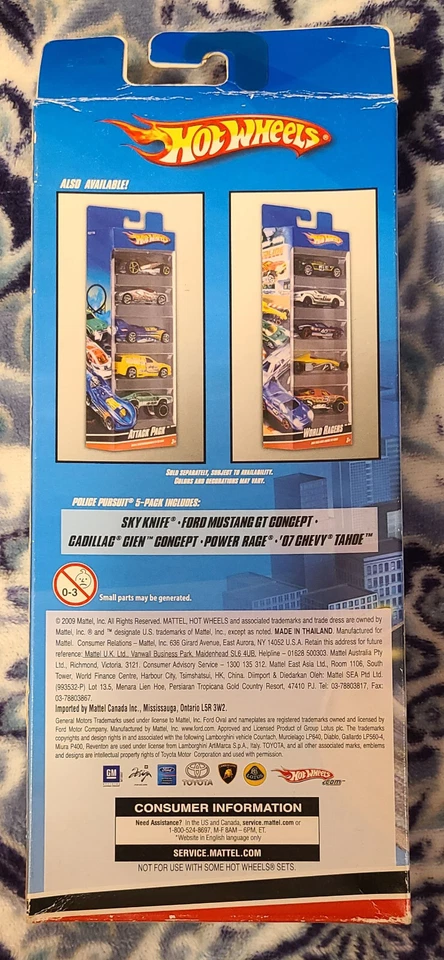 HOT WHEELS®
ALSO AVAILABLE!
HOT WHEELS
ATTACK PACK™
HOT WHEELS
WORLD RACERS™
SOLD SEPARATELY, SUBJECT TO AVAILABILITY.
COLORS AND DECORATIONS MAY VARY.
POLICE PURSUIT® 5-PACK INCLUDES:
SKY KNIFE® • FORD MUSTANG GT CONCEPT •
CADILLAC® CIEN™ CONCEPT • POWER RAGE® • '07 CHEVY® TAHOE™
0-3
Small parts may be generated.
© 2009 Mattel, Inc. All Rights Reserved. MATTEL, HOT WHEELS and associated trademarks and trade dress are owned by
Mattel, Inc. ® and ™ designate U.S. trademarks of Mattel, Inc., except as noted. MADE IN THAILAND. Manufactured for
Mattel. Consumer Relations – Mattel, Inc. 636 Girard Avenue, East Aurora, NY 14052 U.S.A. Retain this address for future
reference: Mattel U.K. Ltd., Vanwall Business Park, Maidenhead SL6 4UB, Helpline – 01628 500303. Mattel Australia Pty
Ltd., Richmond, Victoria. 3121. Consumer Advisory Service – 1300 135 312. Mattel East Asia Ltd., Room 1106, South
Tower, World Finance Centre, Harbour City, Tsimshatsui, HK, China. Diimport & Diedarkan Oleh: Mattel SEA Ptd Ltd.
(993532-P) Lot 13.5, Menara Lien Hoe, Persiaran Tropicana Golf Country Resort, 47410 PJ. Tel: 03-78803817, Fax:
03-78803867.
Imported by Mattel Canada Inc., Mississauga, Ontario L5R 3W2.
General Motors Trademarks used under license to Mattel, Inc. Ford Oval and nameplates are registered trademarks owned and licensed by
Ford Motor Company. Manufactured by Mattel, Inc. www.ford.com. Approved and Licensed Product of Group Lotus plc. The trademarks
copyrights and design rights in and associated with the following Lamborghini vehicle Countach, Murcielago LP640, Diablo, Gallardo LP560-4,
Miura P400, Reventon are used under license from Lamborghini ArtiMarca S.p.A., Italy. TOYOTA, and all other associated marks, emblems
and designs are intellectual property rights of Toyota Motor Corporation and used with permission.
GM
Ford
TOYOTA
LOTUS
HOT WHEELS .com™
CONSUMER INFORMATION
Need Assistance? In the US and Canada, service.mattel.com or
1-800-524-8697, M-F 8AM – 6PM, ET.
*Website in English language only
SERVICE.MATTEL.COM
NOT FOR USE WITH SOME HOT WHEELS® SETS.